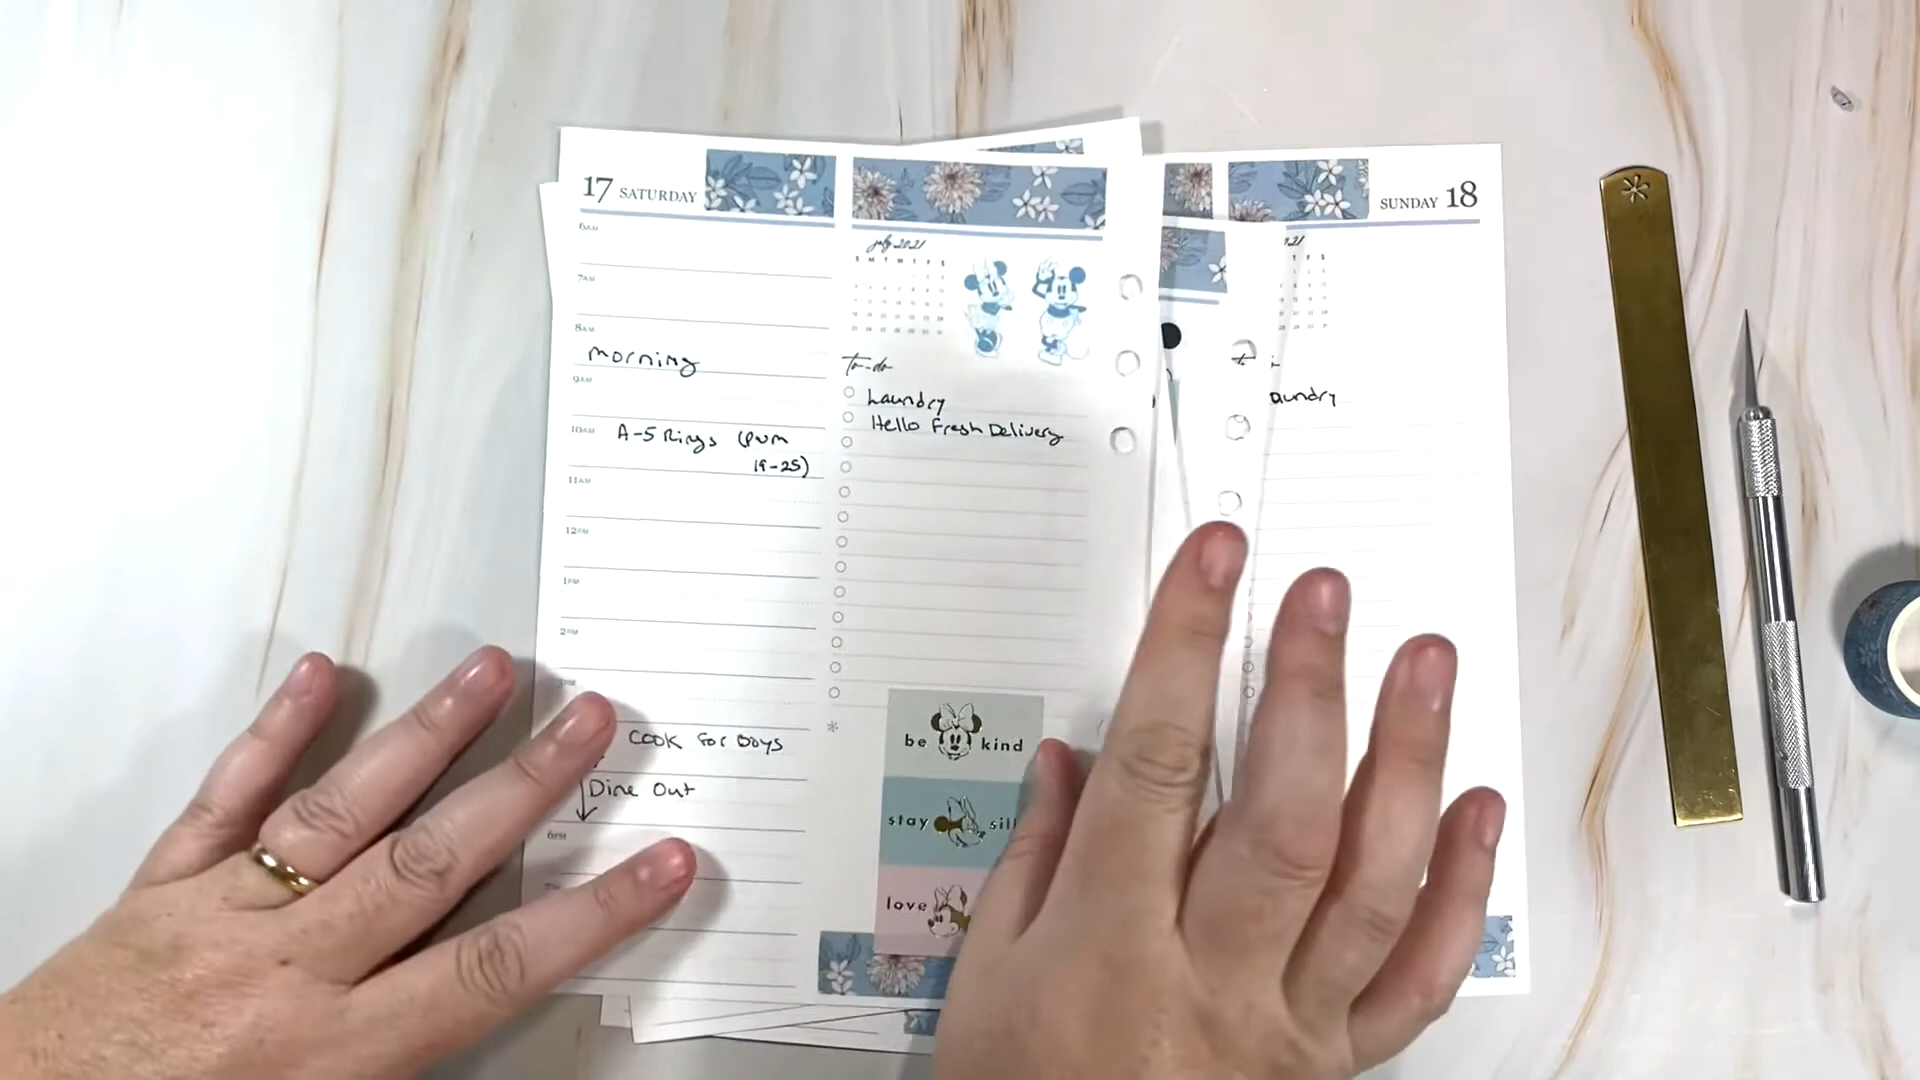 17 SATURDAY
SUNDAY 18
6AM
7AM
8AM
morning
9AM
10AM A-5 Rings (Plum
19-25)
11AM
12PM
1PM
2PM
Cook For Boys
Dine Out
6PM
july 2021
S M T W T F S
To-do
Laundry
Hello Fresh Delivery
be kind
stay
love
T F S
aundry